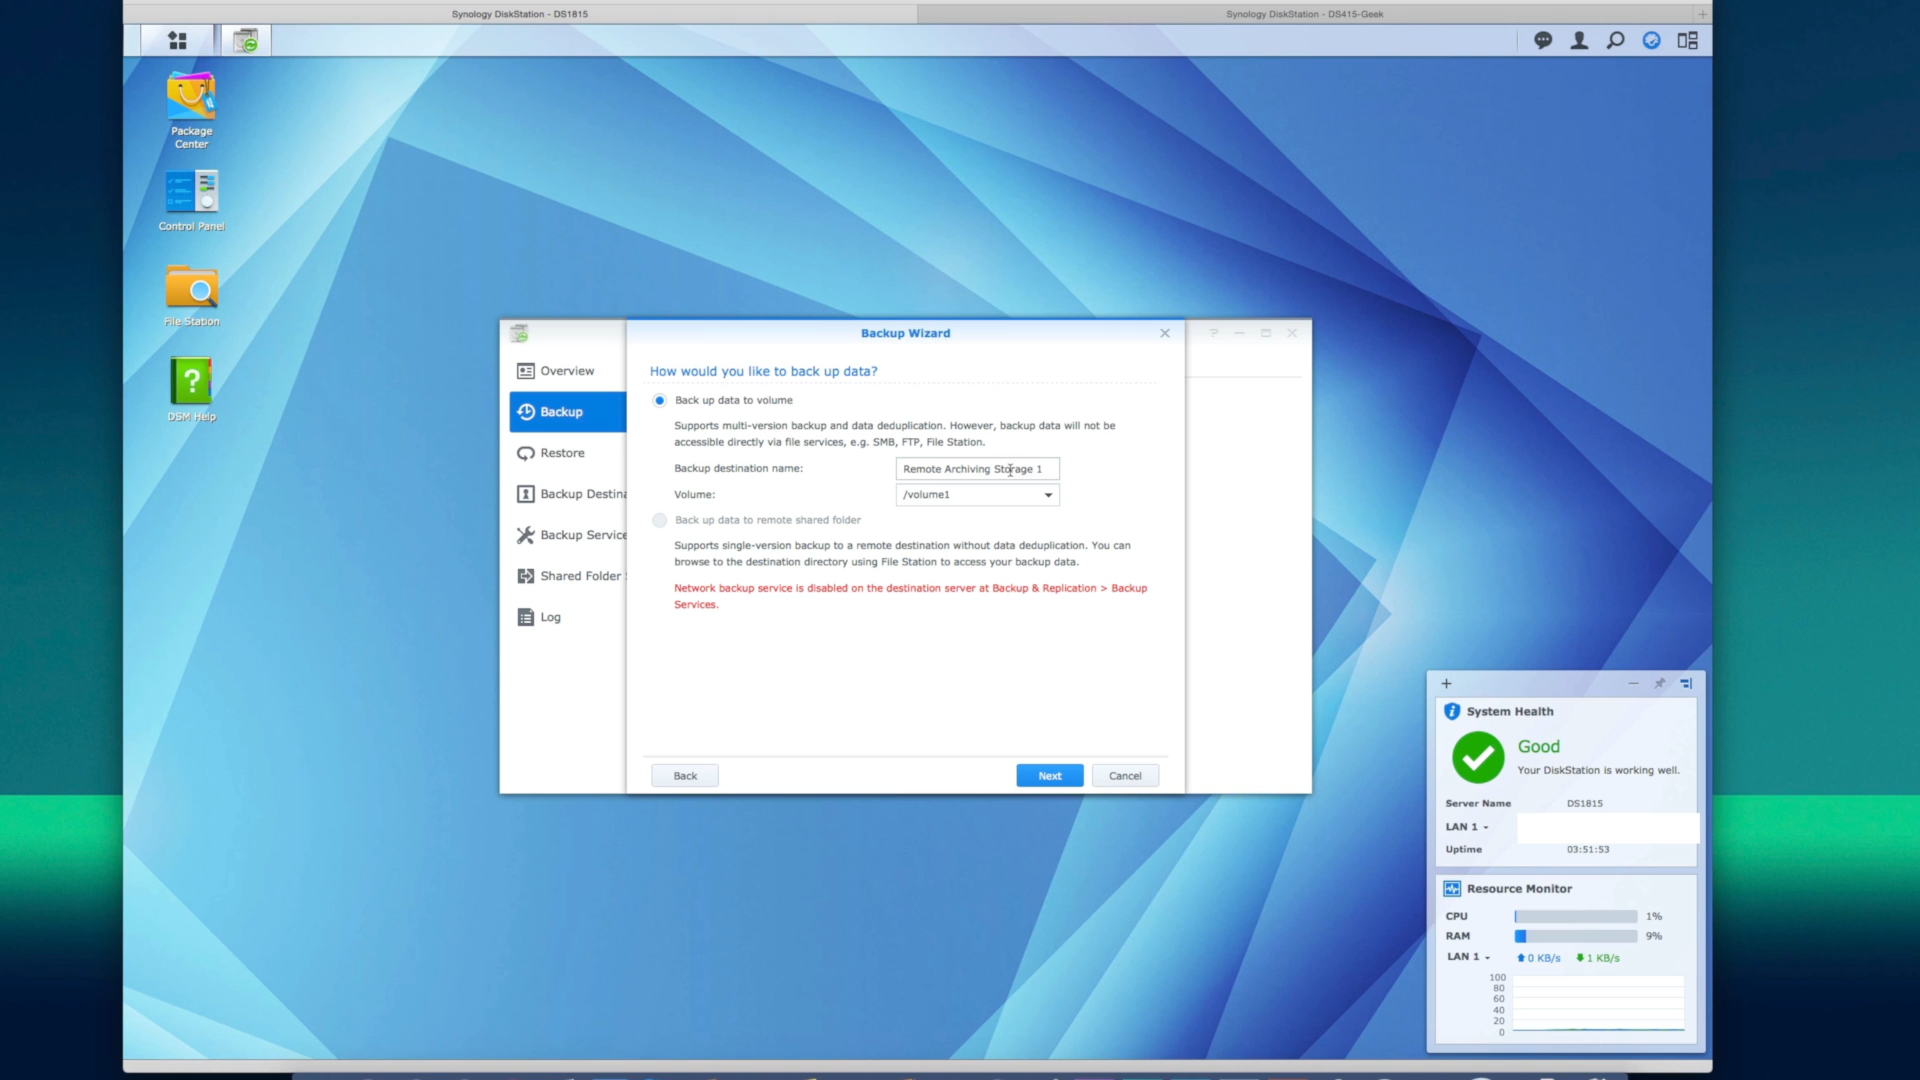 Synology DiskStation - DS1815
Synology DiskStation - DS415-Geek
Package
Center
Control Panel
File Station
DSM Help
Backup Wizard
Overview
Backup
Restore
Backup Destina
Backup Service
Shared Folder
Log
How would you like to back up data?
Back up data to volume
Supports multi-version backup and data deduplication. However, backup data will not be
accessible directly via file services, e.g. SMB, FTP, File Station.
Backup destination name: Remote Archiving Storage 1
Volume: /volume1
Back up data to remote shared folder
Supports single-version backup to a remote destination without data deduplication. You can
browse to the destination directory using File Station to access your backup data.
Network backup service is disabled on the destination server at Backup & Replication > Backup
Services.
Back Next Cancel
System Health
Good
Your DiskStation is working well.
Server Name DS1815
LAN 1
Uptime 03:51:53
Resource Monitor
CPU 1%
RAM 9%
LAN 1 0 KB/s 1 KB/s
100
80
60
40
20
0